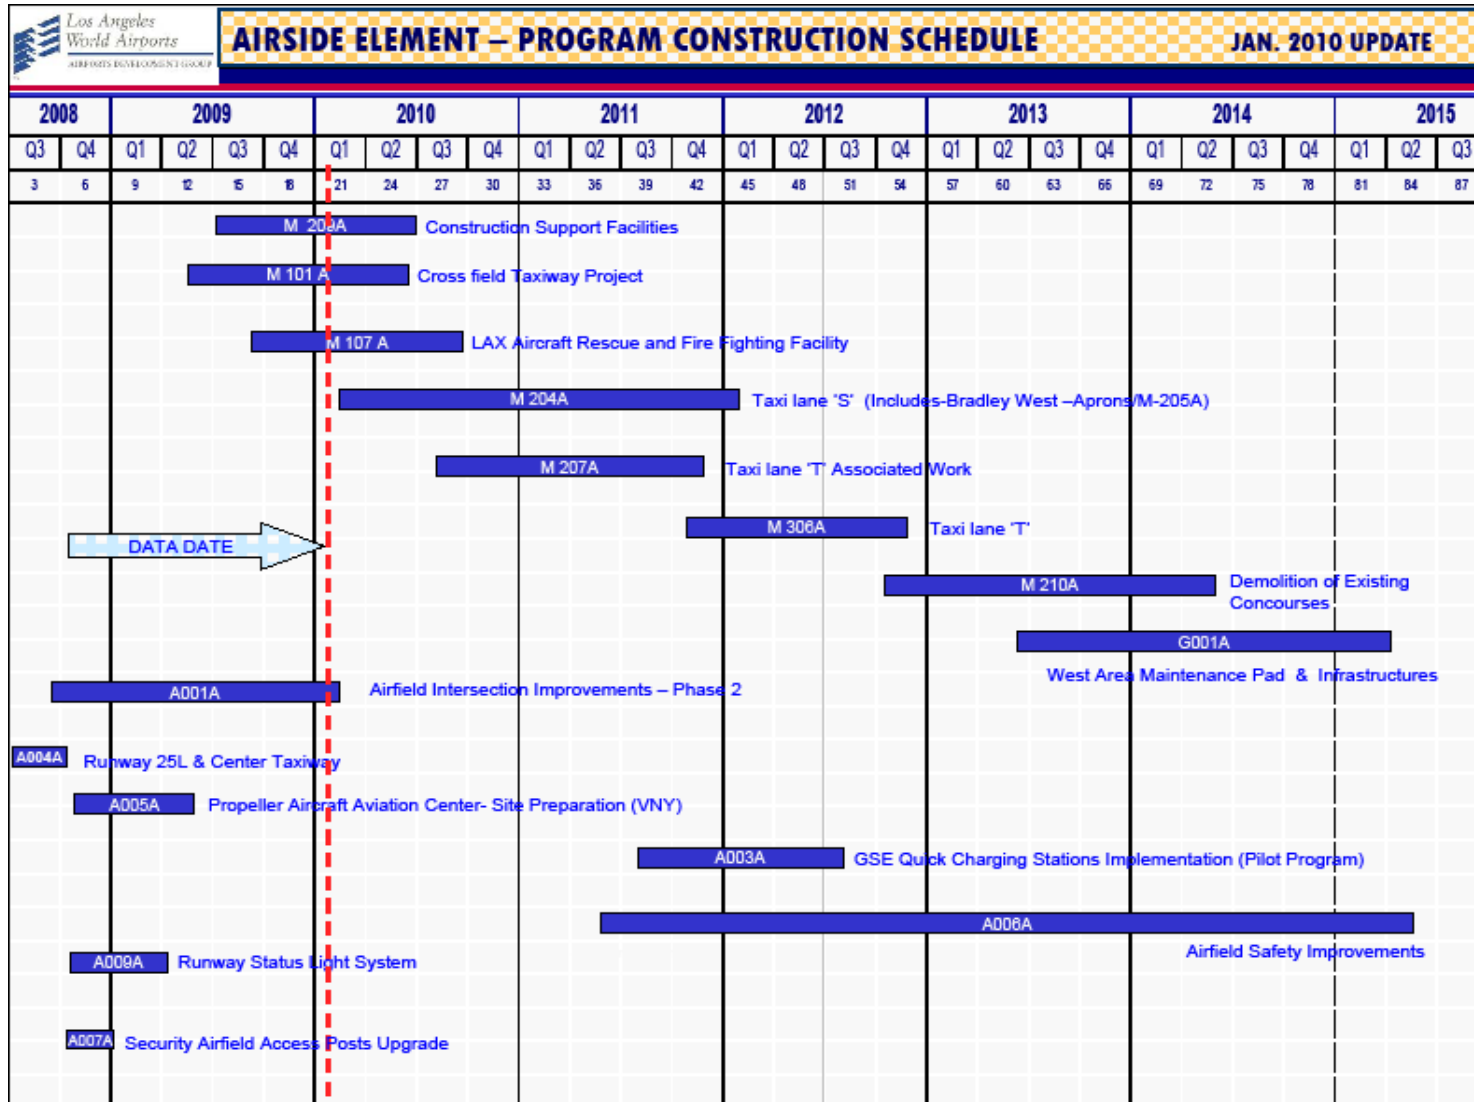 Los Angeles
World Airports
AIRPORTS DEVELOPMENT GROUP
AIRSIDE ELEMENT – PROGRAM CONSTRUCTION SCHEDULE JAN. 2010 UPDATE
2008 2009 2010 2011 2012 2013 2014 2015
Q3 Q4 Q1 Q2 Q3 Q4 Q1 Q2 Q3 Q4 Q1 Q2 Q3 Q4 Q1 Q2 Q3 Q4 Q1 Q2 Q3 Q4 Q1 Q2 Q3 Q4 Q1 Q2 Q3
3 6 9 12 15 18 21 24 27 30 33 36 39 42 45 48 51 54 57 60 63 66 69 72 75 78 81 84 87
M 209A Construction Support Facilities
M 101 A Cross field Taxiway Project
M 107 A LAX Aircraft Rescue and Fire Fighting Facility
M 204A Taxi lane 'S' (Includes-Bradley West –Aprons/M-205A)
M 207A Taxi lane 'T' Associated Work
M 306A Taxi lane 'T'
DATA DATE
M 210A Demolition of Existing
Concourses
G001A
West Area Maintenance Pad & Infrastructures
A001A Airfield Intersection Improvements – Phase 2
A004A Runway 25L & Center Taxiway
A005A Propeller Aircraft Aviation Center- Site Preparation (VNY)
A003A GSE Quick Charging Stations Implementation (Pilot Program)
A006A
Airfield Safety Improvements
A009A Runway Status Light System
A007A Security Airfield Access Posts Upgrade